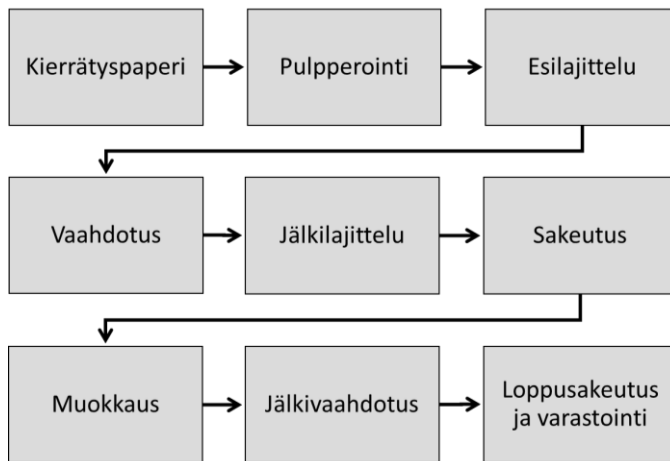 Kierrätyspaperi
Pulpperointi
Esilajittelu
Vaahdotus
Jälkilajittelu
Sakeutus
Muokkaus
Jälkivaahdotus
Loppusakeutus
ja varastointi